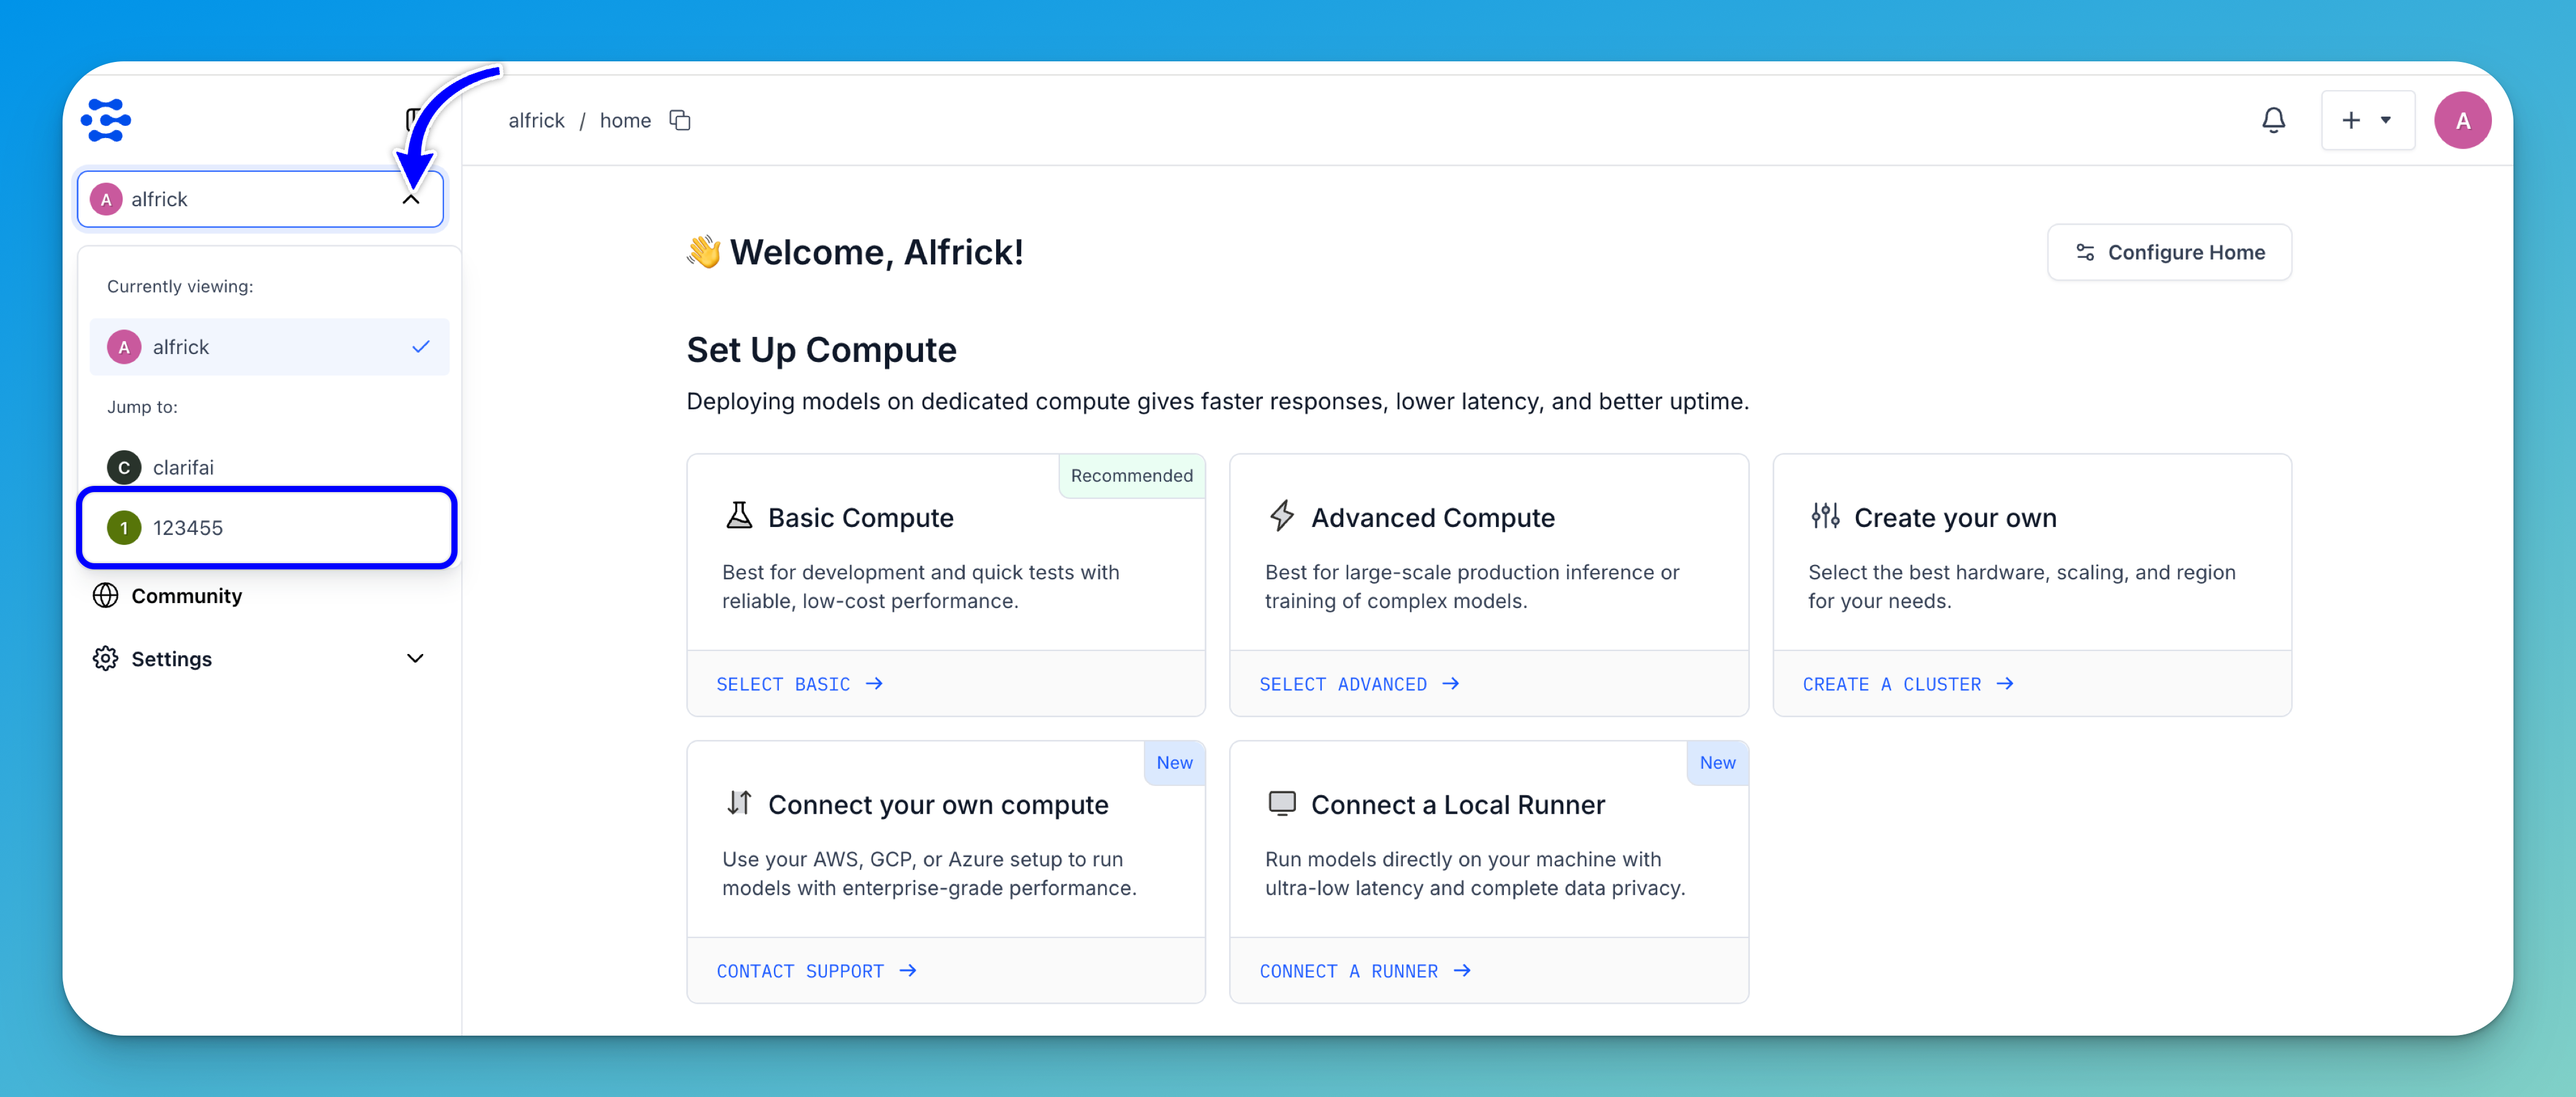 alfrick / home
A
A alfrick
Currently viewing:
A alfrick
Jump to:
C clarifai
1 123455
Community
Settings
👋 Welcome, Alfrick!
Configure Home
Set Up Compute
Deploying models on dedicated compute gives faster responses, lower latency, and better uptime.
Recommended
Basic Compute
Best for development and quick tests with
reliable, low-cost performance.
SELECT BASIC →
Advanced Compute
Best for large-scale production inference or
training of complex models.
SELECT ADVANCED →
Create your own
Select the best hardware, scaling, and region
for your needs.
CREATE A CLUSTER →
New
Connect your own compute
Use your AWS, GCP, or Azure setup to run
models with enterprise-grade performance.
CONTACT SUPPORT →
New
Connect a Local Runner
Run models directly on your machine with
ultra-low latency and complete data privacy.
CONNECT A RUNNER →